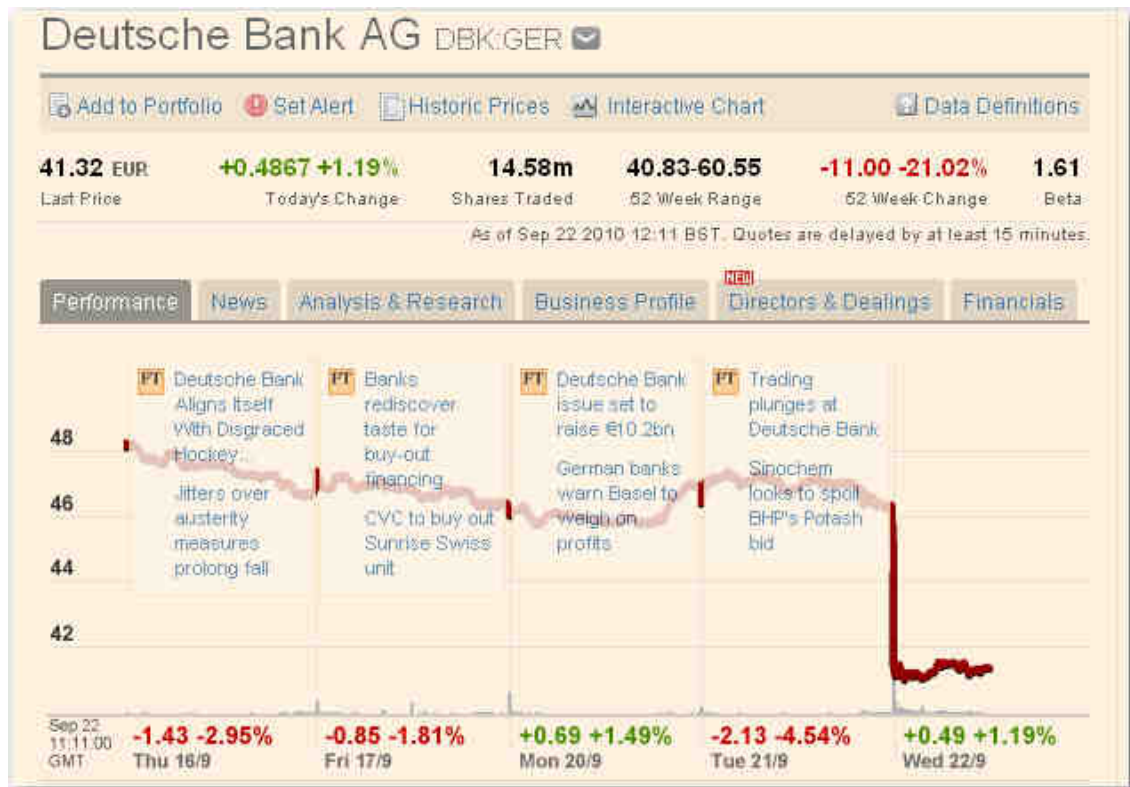 Deutsche Bank AG DBK:GER
Add to Portfolio Set Alert Historic Prices Interactive Chart Data Definitions
41.32 EUR +0.4867 +1.19% 14.58m 40.83-60.55 -11.00 -21.02% 1.61
Last Price Today's Change Shares Traded 52 Week Range 52 Week Change Beta
As of Sep 22 2010 12:11 BST. Quotes are delayed by at least 15 minutes.
NEW
Performance News Analysis & Research Business Profile Directors & Dealings Financials
FT Deutsche Bank
Aligns Itself
With Disgraced
Hockey...
Jitters over
austerity
measures
prolong fall
FT Banks
rediscover
taste for
buy-out
financing
CVC to buy out
Sunrise Swiss
unit
FT Deutsche Bank
issue set to
raise €10.2bn
German banks
warn Basel to
weigh on
profits
FT Trading
plunges at
Deutsche Bank
Sinochem
looks to spoil
BHP's Potash
bid
48
46
44
42
Sep 22
11:11:00
GMT
-1.43 -2.95% -0.85 -1.81% +0.69 +1.49% -2.13 -4.54% +0.49 +1.19%
Thu 16/9 Fri 17/9 Mon 20/9 Tue 21/9 Wed 22/9